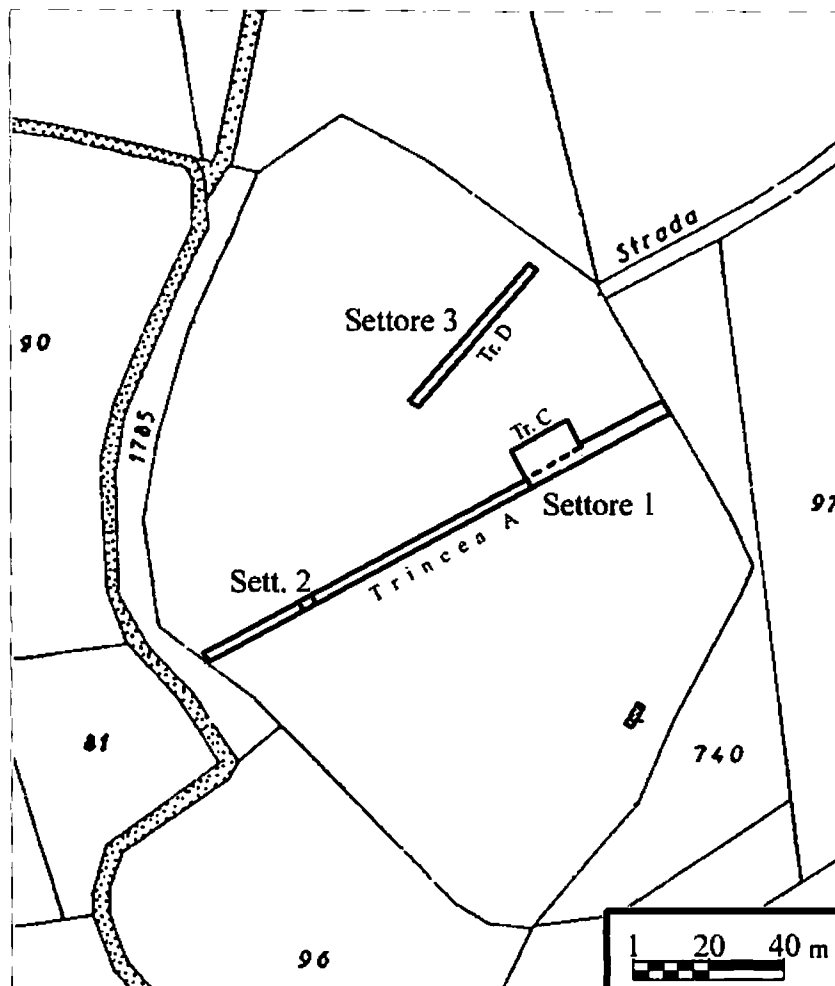 Strada
Settore 3
Tr. D
90
1785
Tr. C
Settore 1
97
Trincea A
Sett. 2
81
740
96
1 20 40 m